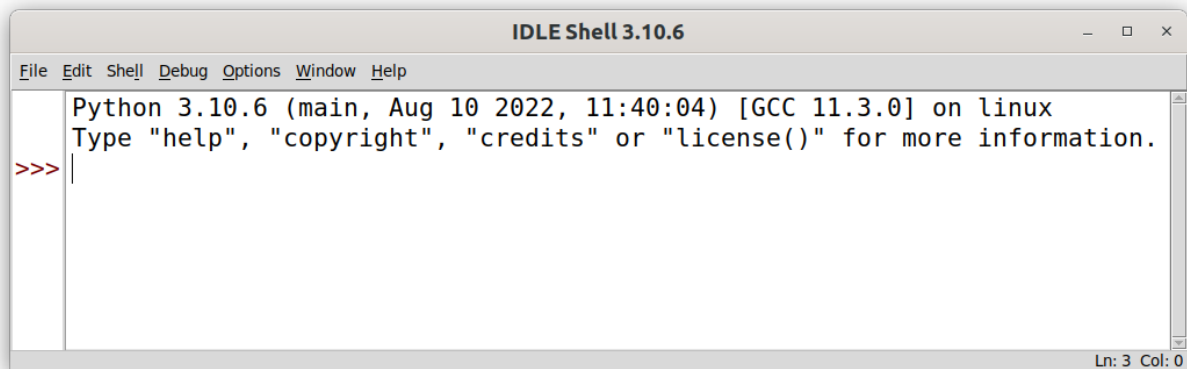 IDLE Shell 3.10.6
File Edit Shell Debug Options Window Help
Python 3.10.6 (main, Aug 10 2022, 11:40:04) [GCC 11.3.0] on linux
Type "help", "copyright", "credits" or "license()" for more information.
>>>
Ln: 3 Col: 0